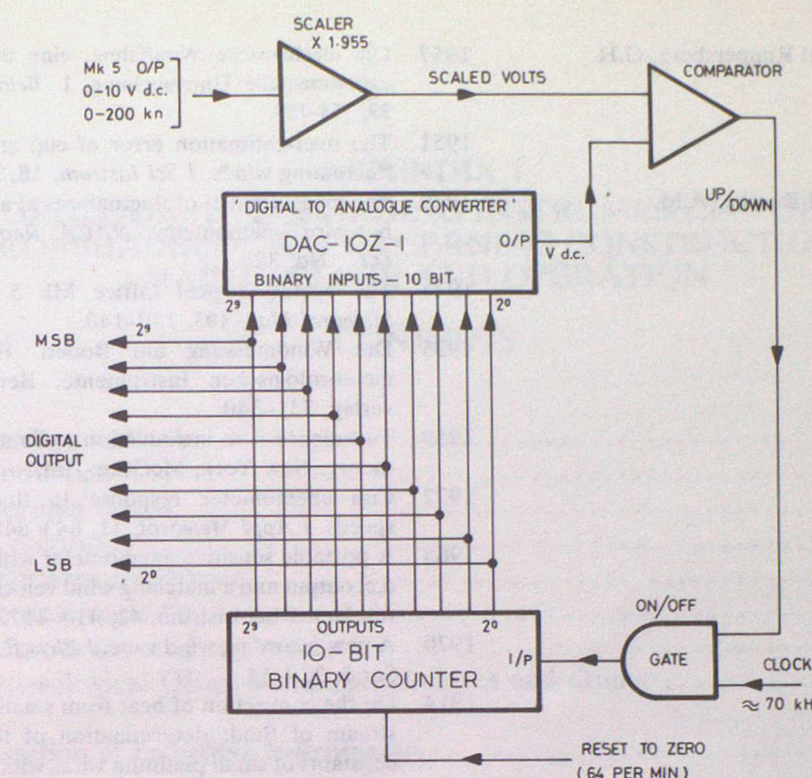 SCALER
X 1.955
Mk.5 O/P
0-5 V d.c.
0-200 kn
SCALED VOLTS
COMPARATOR
UP/DOWN
DIGITAL TO ANALOGUE CONVERTER
DAC-10Z-1
O/P
V d.c.
BINARY INPUTS-10 BIT
2⁹
2⁰
MSB
2⁹
DIGITAL
OUTPUT
LSB
2⁰
2⁹
OUTPUTS
2⁰
10-BIT
BINARY COUNTER
I/P
ON/OFF
GATE
CLOCK
≈ 70 kH
RESET TO ZERO
(64 PER MIN.)